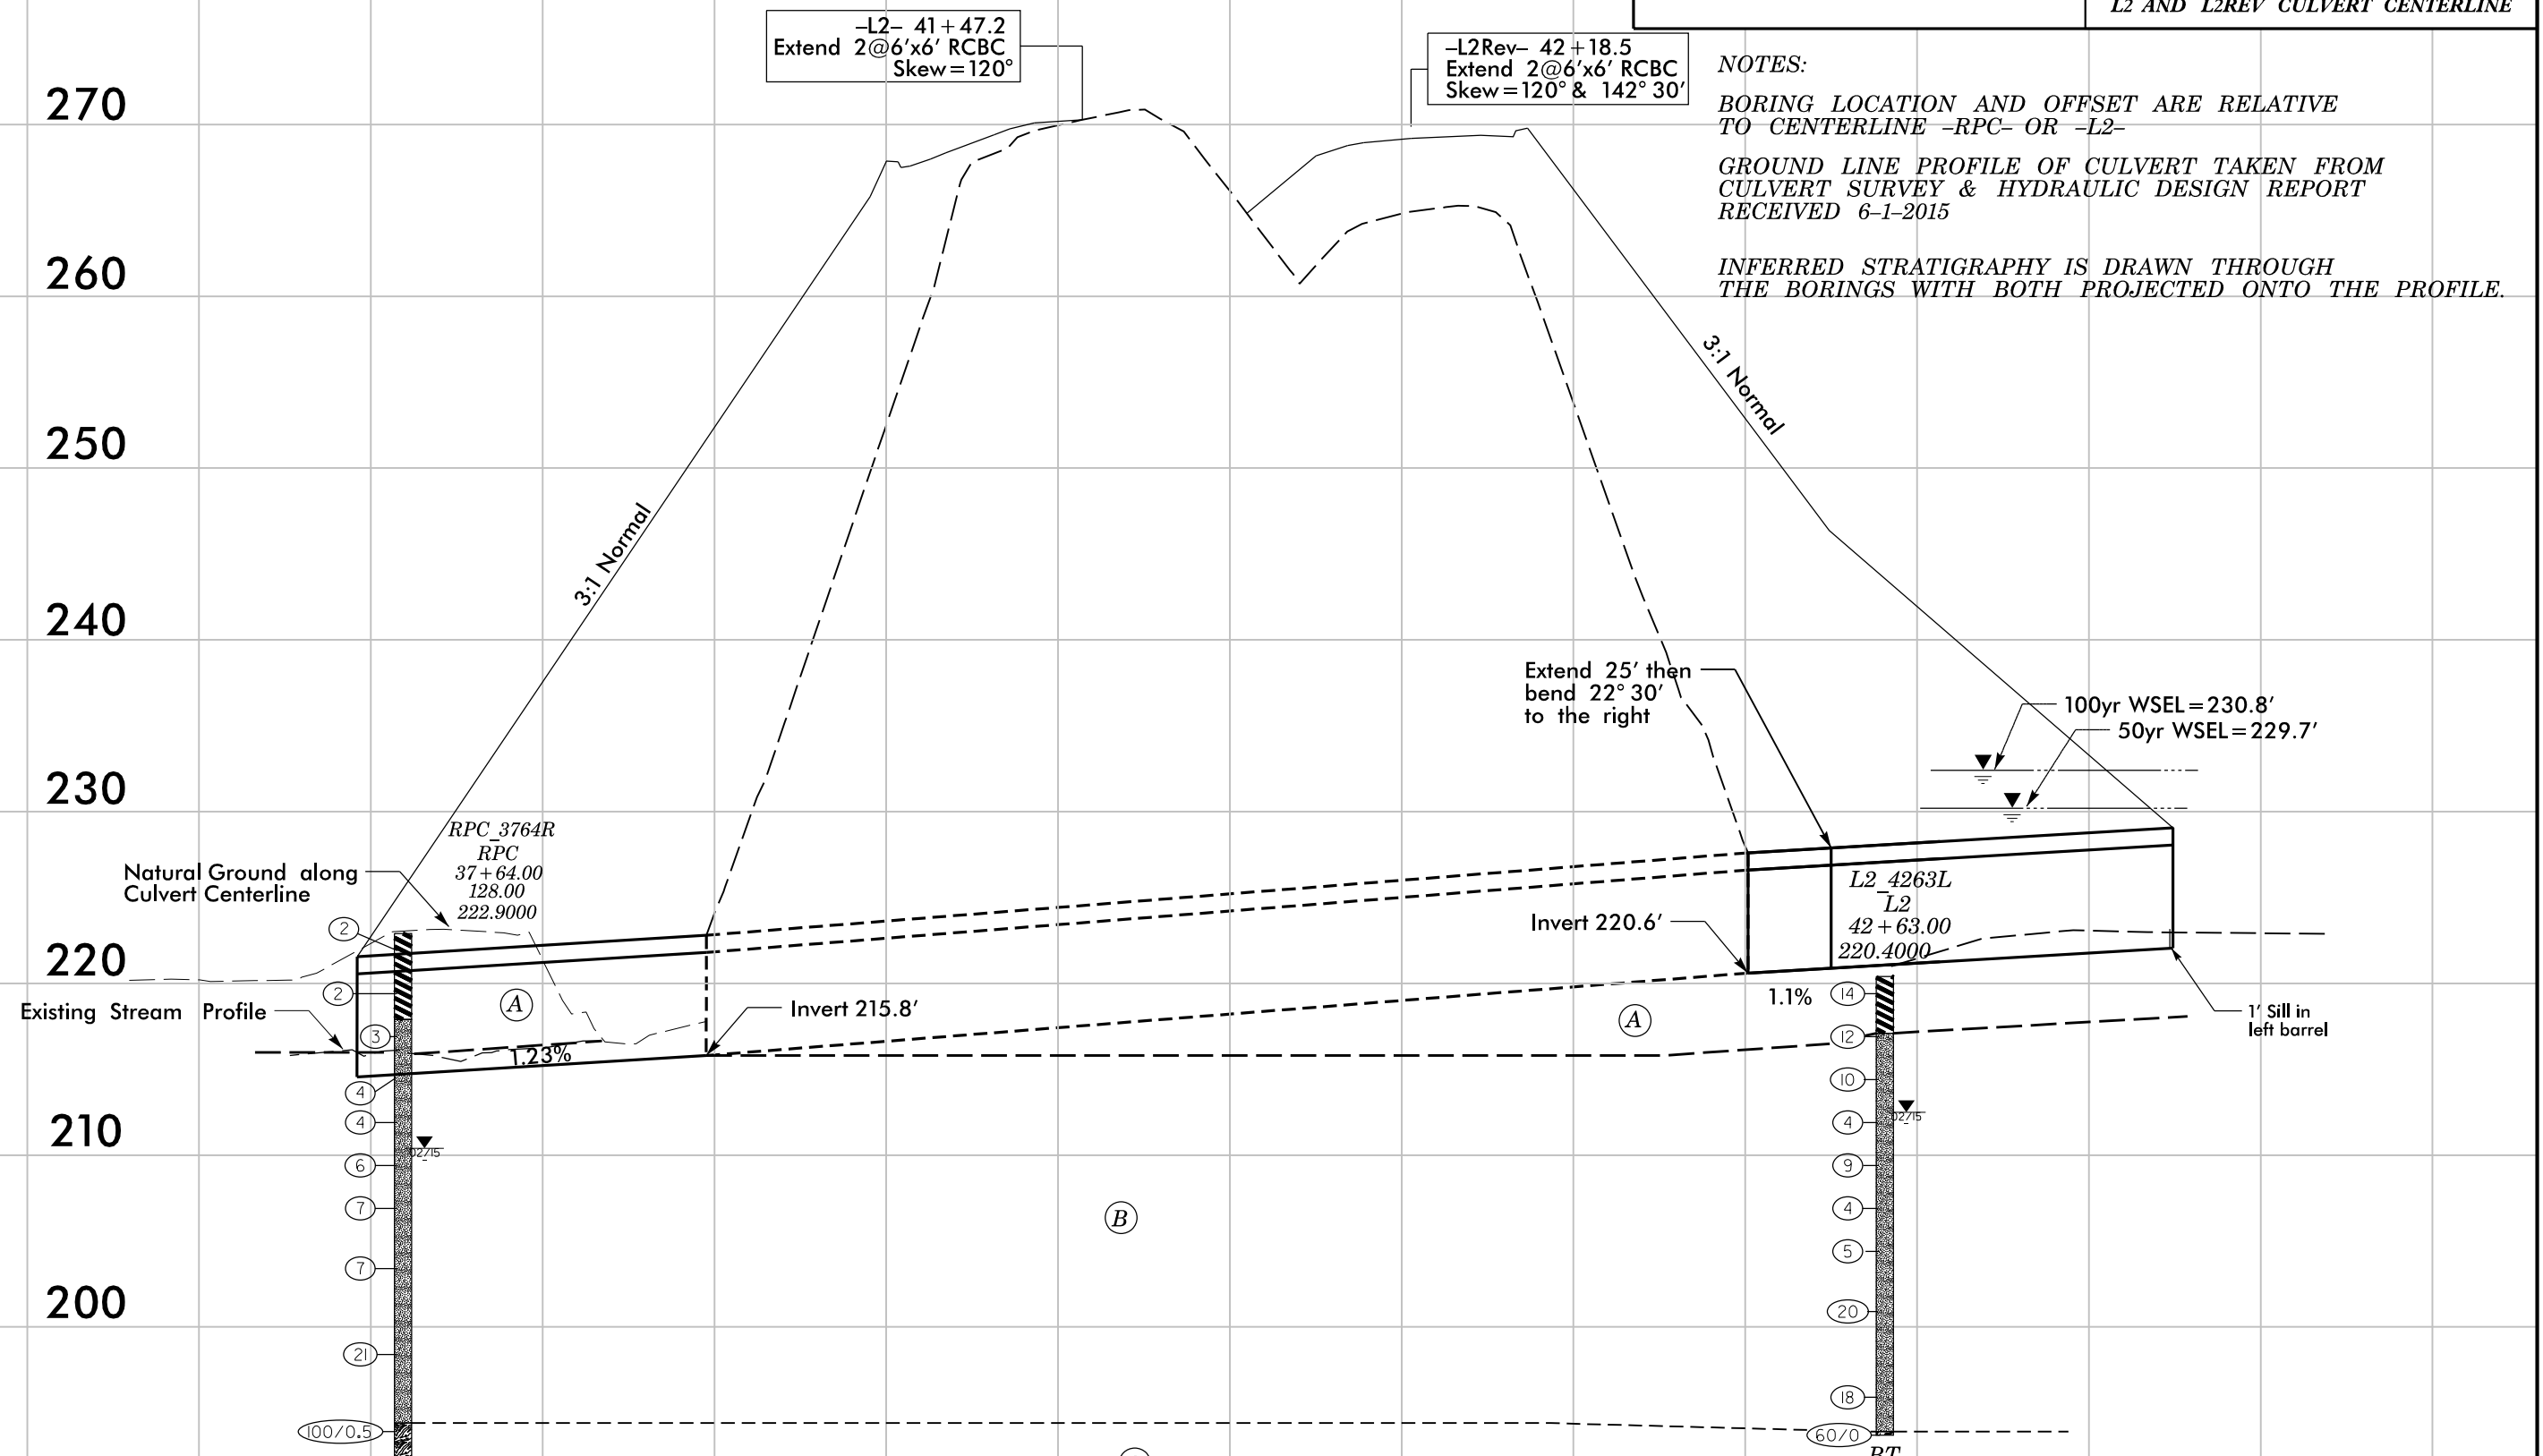 L2 AND L2REV CULVERT CENTERLINE
–L2– 41+47.2
Extend 2@6'x6' RCBC
Skew=120°
–L2Rev– 42+18.5
Extend 2@6'x6' RCBC
Skew=120° & 142° 30'
NOTES:
BORING LOCATION AND OFFSET ARE RELATIVE
TO CENTERLINE –RPC– OR –L2–
GROUND LINE PROFILE OF CULVERT TAKEN FROM
CULVERT SURVEY & HYDRAULIC DESIGN REPORT
RECEIVED 6–1–2015
INFERRED STRATIGRAPHY IS DRAWN THROUGH
THE BORINGS WITH BOTH PROJECTED ONTO THE PROFILE.
270
260
250
240
230
220
210
200
3:1 Normal
3:1 Normal
Extend 25' then
bend 22° 30'
to the right
100yr WSEL=230.8'
50yr WSEL=229.7'
RPC_3764R
RPC
37+64.00
128.00
222.9000
Natural Ground along
Culvert Centerline
Existing Stream Profile
Invert 215.8'
Invert 220.6'
L2_4263L
L2
42+63.00
220.4000
1.23%
1.1%
1' Sill in
left barrel
A
A
B
2
2
3
4
4
6
7
7
21
100/0.5
02/15
14
12
10
4
9
4
5
20
18
60/0
02/15
BT